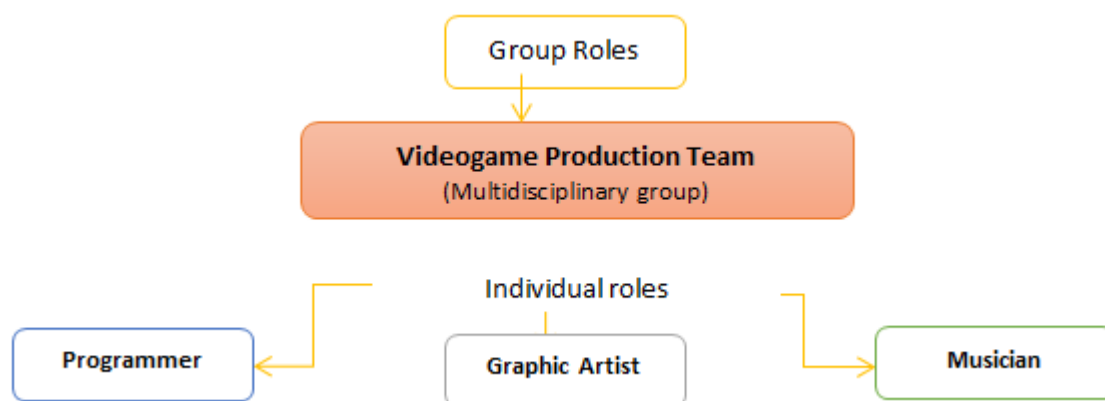 Group Roles
Videogame Production Team
(Multidisciplinary group)
Individual roles
Programmer
Graphic Artist
Musician